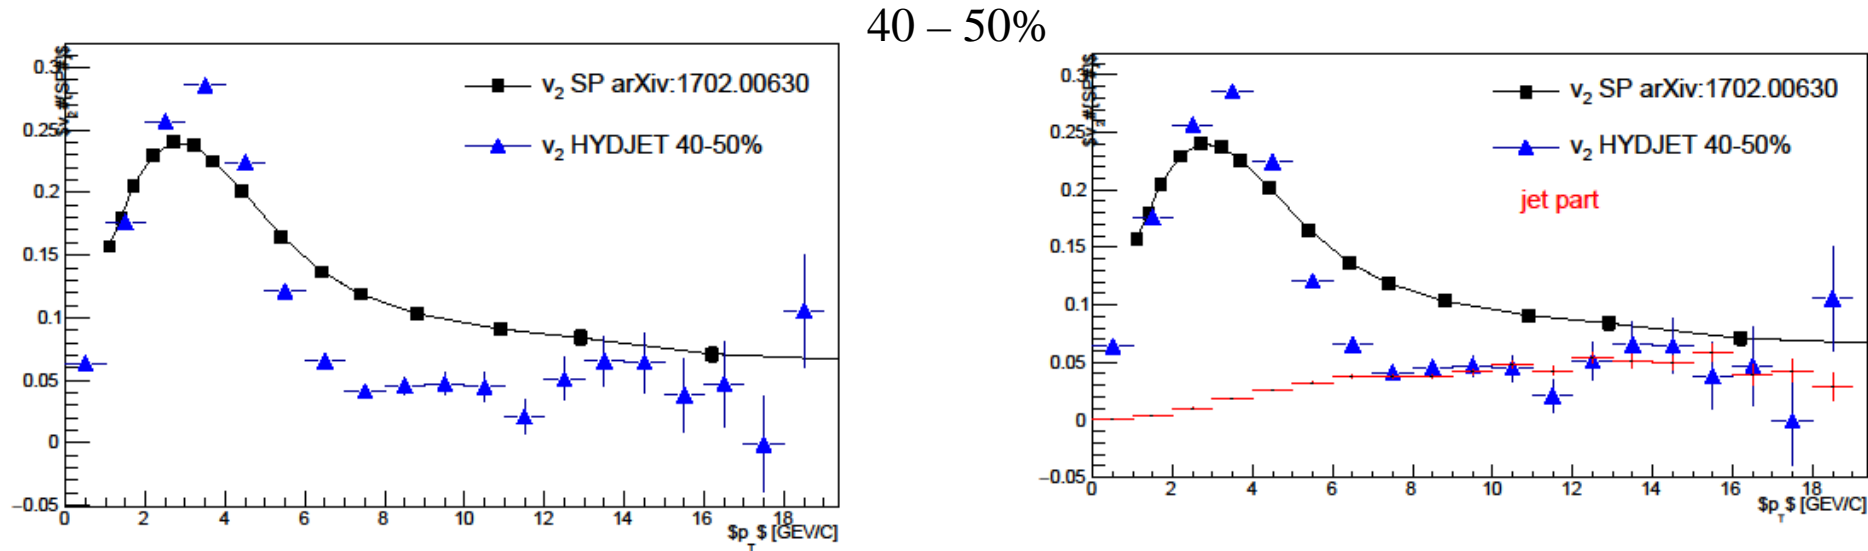 40 – 50%
v2 SP arXiv:1702.00630
v2 HYDJET 40-50%
0.3
0.25
0.2
0.15
0.1
0.05
0
−0.05
0 2 4 6 8 10 12 14 16 18
$p_T$ [GEV/C]
v2 SP arXiv:1702.00630
v2 HYDJET 40-50%
jet part
0.3
0.25
0.2
0.15
0.1
0.05
0
−0.05
0 2 4 6 8 10 12 14 16 18
$p_T$ [GEV/C]